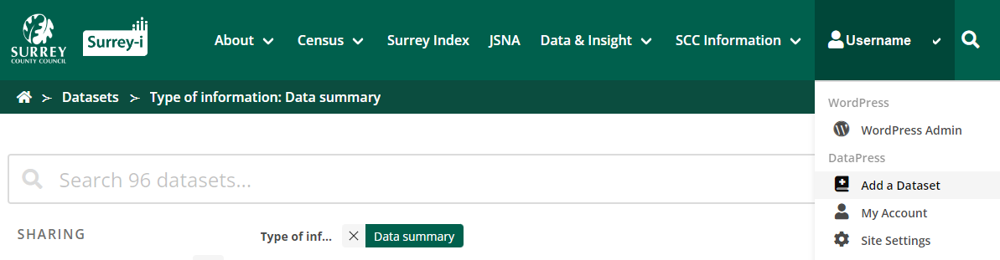 SURREY
COUNTY COUNCIL
Surrey-i
About Census Surrey Index JSNA Data & Insight SCC Information Username
Datasets Type of information: Data summary
WordPress
WordPress Admin
DataPress
Add a Dataset
My Account
Site Settings
Search 96 datasets...
SHARING
Type of inf... Data summary